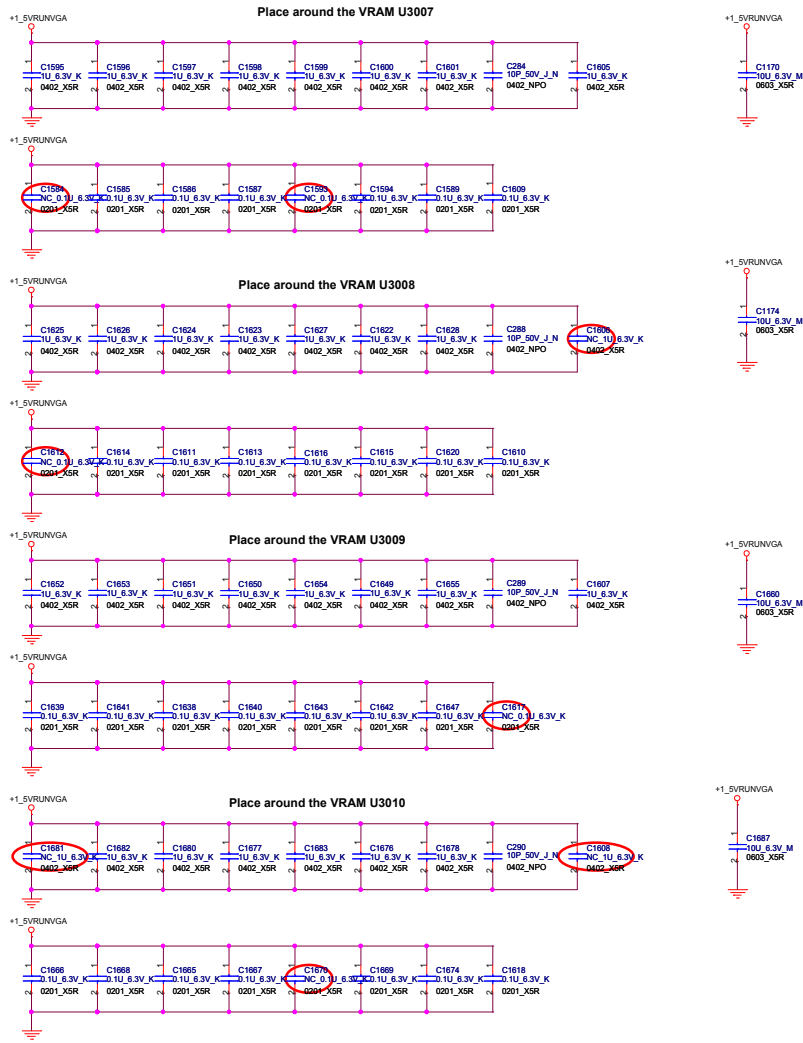 Place around the VRAM U3007
+1_5VRUNVGA
+1_5VRUNVGA
C1595 C1596 C1597 C1598 C1599 C1600 C1601 C284 C1605
1U_6.3V_K 1U_6.3V_K 1U_6.3V_K 1U_6.3V_K 1U_6.3V_K 1U_6.3V_K 1U_6.3V_K 10P_50V_J_N 1U_6.3V_K
0402_X5R 0402_X5R 0402_X5R 0402_X5R 0402_X5R 0402_X5R 0402_X5R 0402_NPO 0402_X5R
C1170
10U_6.3V_M
0603_X5R
+1_5VRUNVGA
C1584 C1585 C1586 C1587 C1593 C1594 C1589 C1609
NC_0.1U_6.3V_K 0.1U_6.3V_K 0.1U_6.3V_K 0.1U_6.3V_K NC_0.1U_6.3V_K 0.1U_6.3V_K 0.1U_6.3V_K 0.1U_6.3V_K
0201_X5R 0201_X5R 0201_X5R 0201_X5R 0201_X5R 0201_X5R 0201_X5R 0201_X5R
Place around the VRAM U3008
+1_5VRUNVGA
+1_5VRUNVGA
C1625 C1626 C1624 C1623 C1627 C1622 C1628 C288 C1606
1U_6.3V_K 1U_6.3V_K 1U_6.3V_K 1U_6.3V_K 1U_6.3V_K 1U_6.3V_K 1U_6.3V_K 10P_50V_J_N NC_1U_6.3V_K
0402_X5R 0402_X5R 0402_X5R 0402_X5R 0402_X5R 0402_X5R 0402_X5R 0402_NPO 0402_X5R
C1174
10U_6.3V_M
0603_X5R
+1_5VRUNVGA
C1612 C1614 C1611 C1613 C1616 C1615 C1620 C1610
NC_0.1U_6.3V_K 0.1U_6.3V_K 0.1U_6.3V_K 0.1U_6.3V_K 0.1U_6.3V_K 0.1U_6.3V_K 0.1U_6.3V_K 0.1U_6.3V_K
0201_X5R 0201_X5R 0201_X5R 0201_X5R 0201_X5R 0201_X5R 0201_X5R 0201_X5R
Place around the VRAM U3009
+1_5VRUNVGA
+1_5VRUNVGA
C1652 C1653 C1651 C1650 C1654 C1649 C1655 C289 C1607
1U_6.3V_K 1U_6.3V_K 1U_6.3V_K 1U_6.3V_K 1U_6.3V_K 1U_6.3V_K 1U_6.3V_K 10P_50V_J_N 1U_6.3V_K
0402_X5R 0402_X5R 0402_X5R 0402_X5R 0402_X5R 0402_X5R 0402_X5R 0402_NPO 0402_X5R
C1660
10U_6.3V_M
0603_X5R
+1_5VRUNVGA
C1639 C1641 C1638 C1640 C1643 C1642 C1647 C1617
0.1U_6.3V_K 0.1U_6.3V_K 0.1U_6.3V_K 0.1U_6.3V_K 0.1U_6.3V_K 0.1U_6.3V_K 0.1U_6.3V_K NC_0.1U_6.3V_K
0201_X5R 0201_X5R 0201_X5R 0201_X5R 0201_X5R 0201_X5R 0201_X5R 0201_X5R
Place around the VRAM U3010
+1_5VRUNVGA
+1_5VRUNVGA
C1681 C1682 C1680 C1677 C1683 C1676 C1678 C290 C1608
NC_1U_6.3V_K 1U_6.3V_K 1U_6.3V_K 1U_6.3V_K 1U_6.3V_K 1U_6.3V_K 1U_6.3V_K 10P_50V_J_N NC_1U_6.3V_K
0402_X5R 0402_X5R 0402_X5R 0402_X5R 0402_X5R 0402_X5R 0402_X5R 0402_NPO 0402_X5R
C1687
10U_6.3V_M
0603_X5R
+1_5VRUNVGA
C1666 C1668 C1665 C1667 C1670 C1669 C1674 C1618
0.1U_6.3V_K 0.1U_6.3V_K 0.1U_6.3V_K 0.1U_6.3V_K NC_0.1U_6.3V_K 0.1U_6.3V_K 0.1U_6.3V_K 0.1U_6.3V_K
0201_X5R 0201_X5R 0201_X5R 0201_X5R 0201_X5R 0201_X5R 0201_X5R 0201_X5R